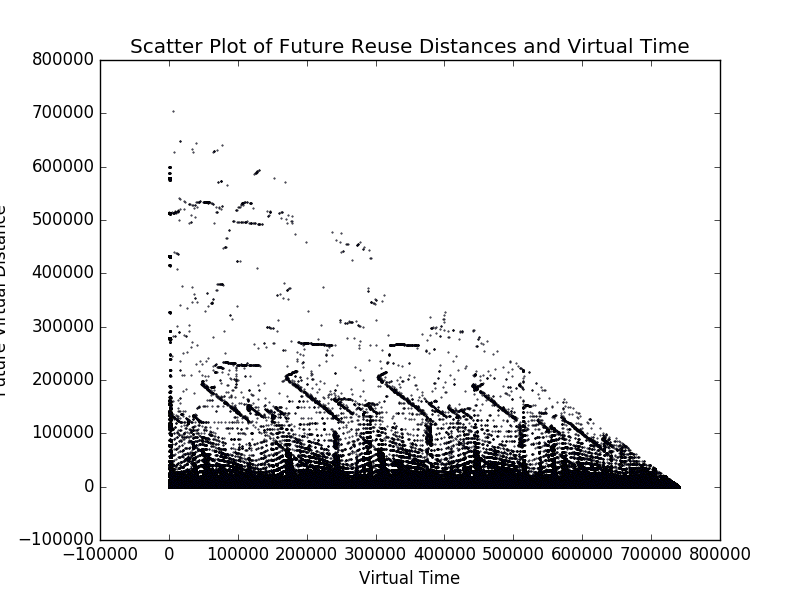 Scatter Plot of Future Reuse Distances and Virtual Time
800000
700000
600000
500000
400000
300000
200000
100000
0
−100000
Virtual Distance
−100000 0 100000 200000 300000 400000 500000 600000 700000 800000
Virtual Time